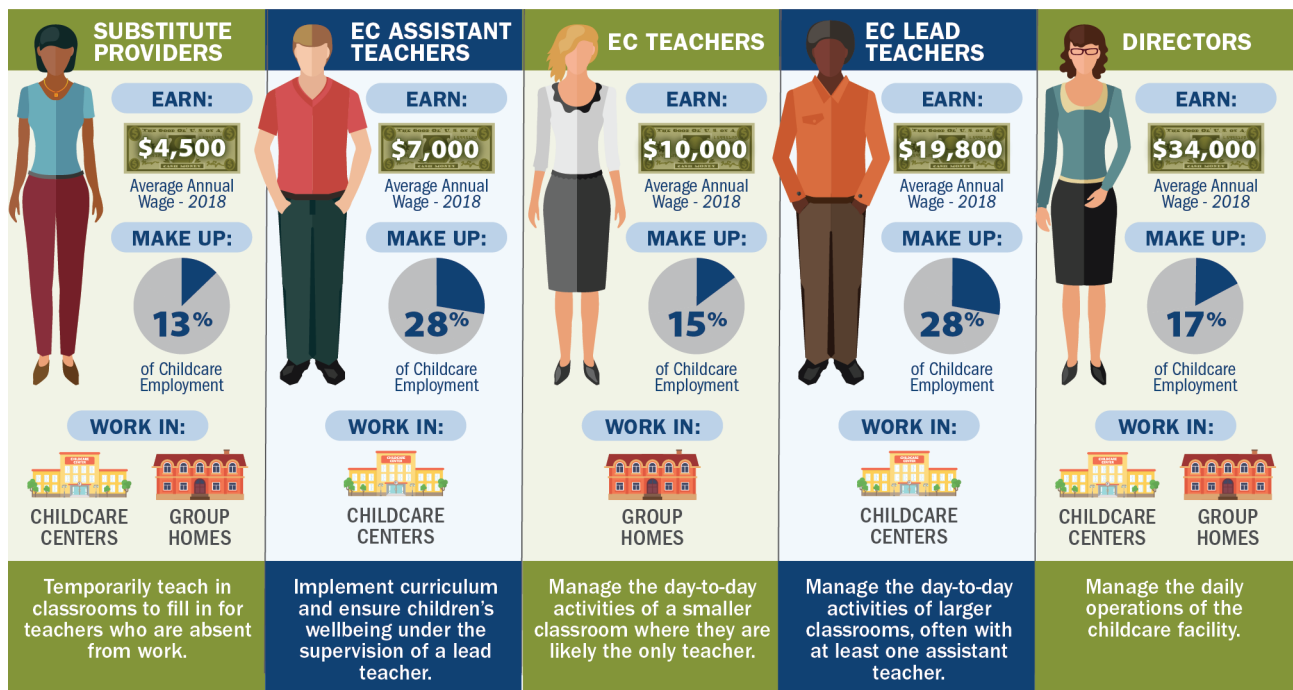 SUBSTITUTE
PROVIDERS
EARN:
$4,500
Average Annual
Wage - 2018
MAKE UP:
13%
of Childcare
Employment
WORK IN:
CHILDCARE
CENTERS
GROUP
HOMES
Temporarily teach in
classrooms to fill in for
teachers who are absent
from work.
EC ASSISTANT
TEACHERS
EARN:
$7,000
Average Annual
Wage - 2018
MAKE UP:
28%
of Childcare
Employment
WORK IN:
CHILDCARE
CENTERS
Implement curriculum
and ensure children’s
wellbeing under the
supervision of a lead
teacher.
EC TEACHERS
EARN:
$10,000
Average Annual
Wage - 2018
MAKE UP:
15%
of Childcare
Employment
WORK IN:
GROUP
HOMES
Manage the day-to-day
activities of a smaller
classroom where they are
likely the only teacher.
EC LEAD
TEACHERS
EARN:
$19,800
Average Annual
Wage - 2018
MAKE UP:
28%
of Childcare
Employment
WORK IN:
CHILDCARE
CENTERS
Manage the day-to-day
activities of larger
classrooms, often with
at least one assistant
teacher.
DIRECTORS
EARN:
$34,000
Average Annual
Wage - 2018
MAKE UP:
17%
of Childcare
Employment
WORK IN:
CHILDCARE
CENTERS
GROUP
HOMES
Manage the daily
operations of the
childcare facility.